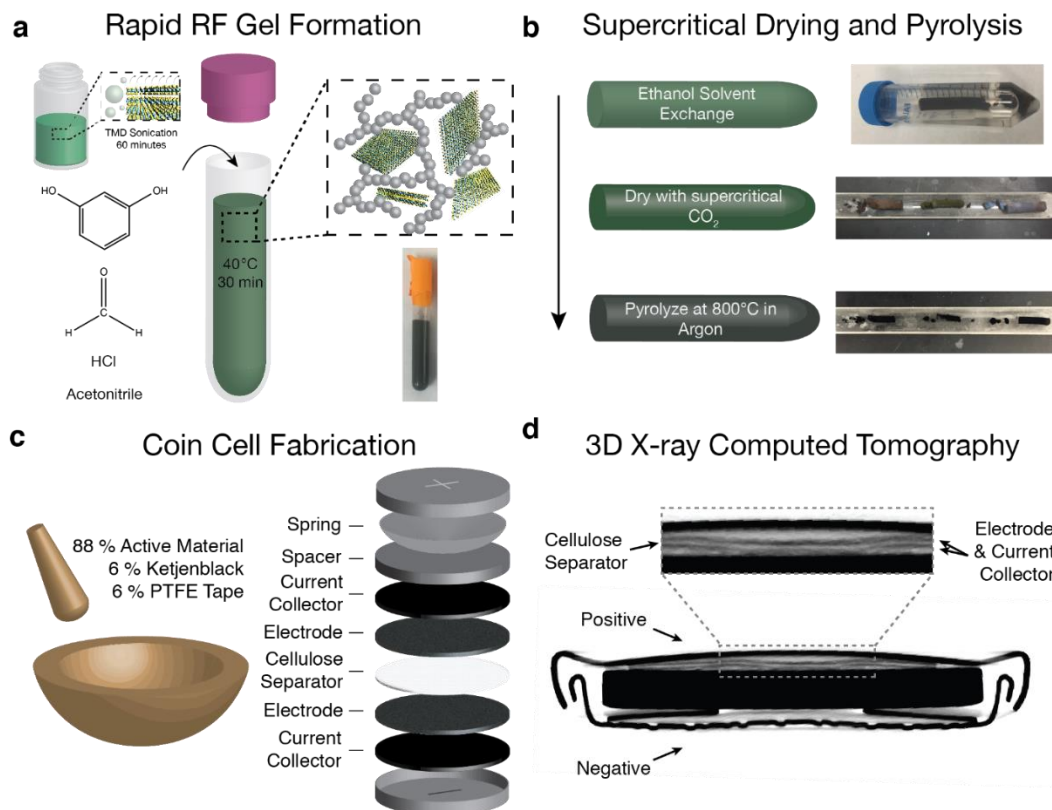 a
Rapid RF Gel Formation
TMD Sonication
60 minutes
HO
OH
O
C
H
H
HCl
Acetonitrile
40°C
30 min
b
Supercritical Drying and Pyrolysis
Ethanol Solvent
Exchange
Dry with supercritical
CO₂
Pyrolyze at 800°C in
Argon
c
Coin Cell Fabrication
88 % Active Material
6 % Ketjenblack
6 % PTFE Tape
+
Spring
Spacer
Current
Collector
Electrode
Cellulose
Separator
Electrode
Current
Collector
−
d
3D X-ray Computed Tomography
Cellulose
Separator
Electrode
& Current
Collector
Positive
Negative